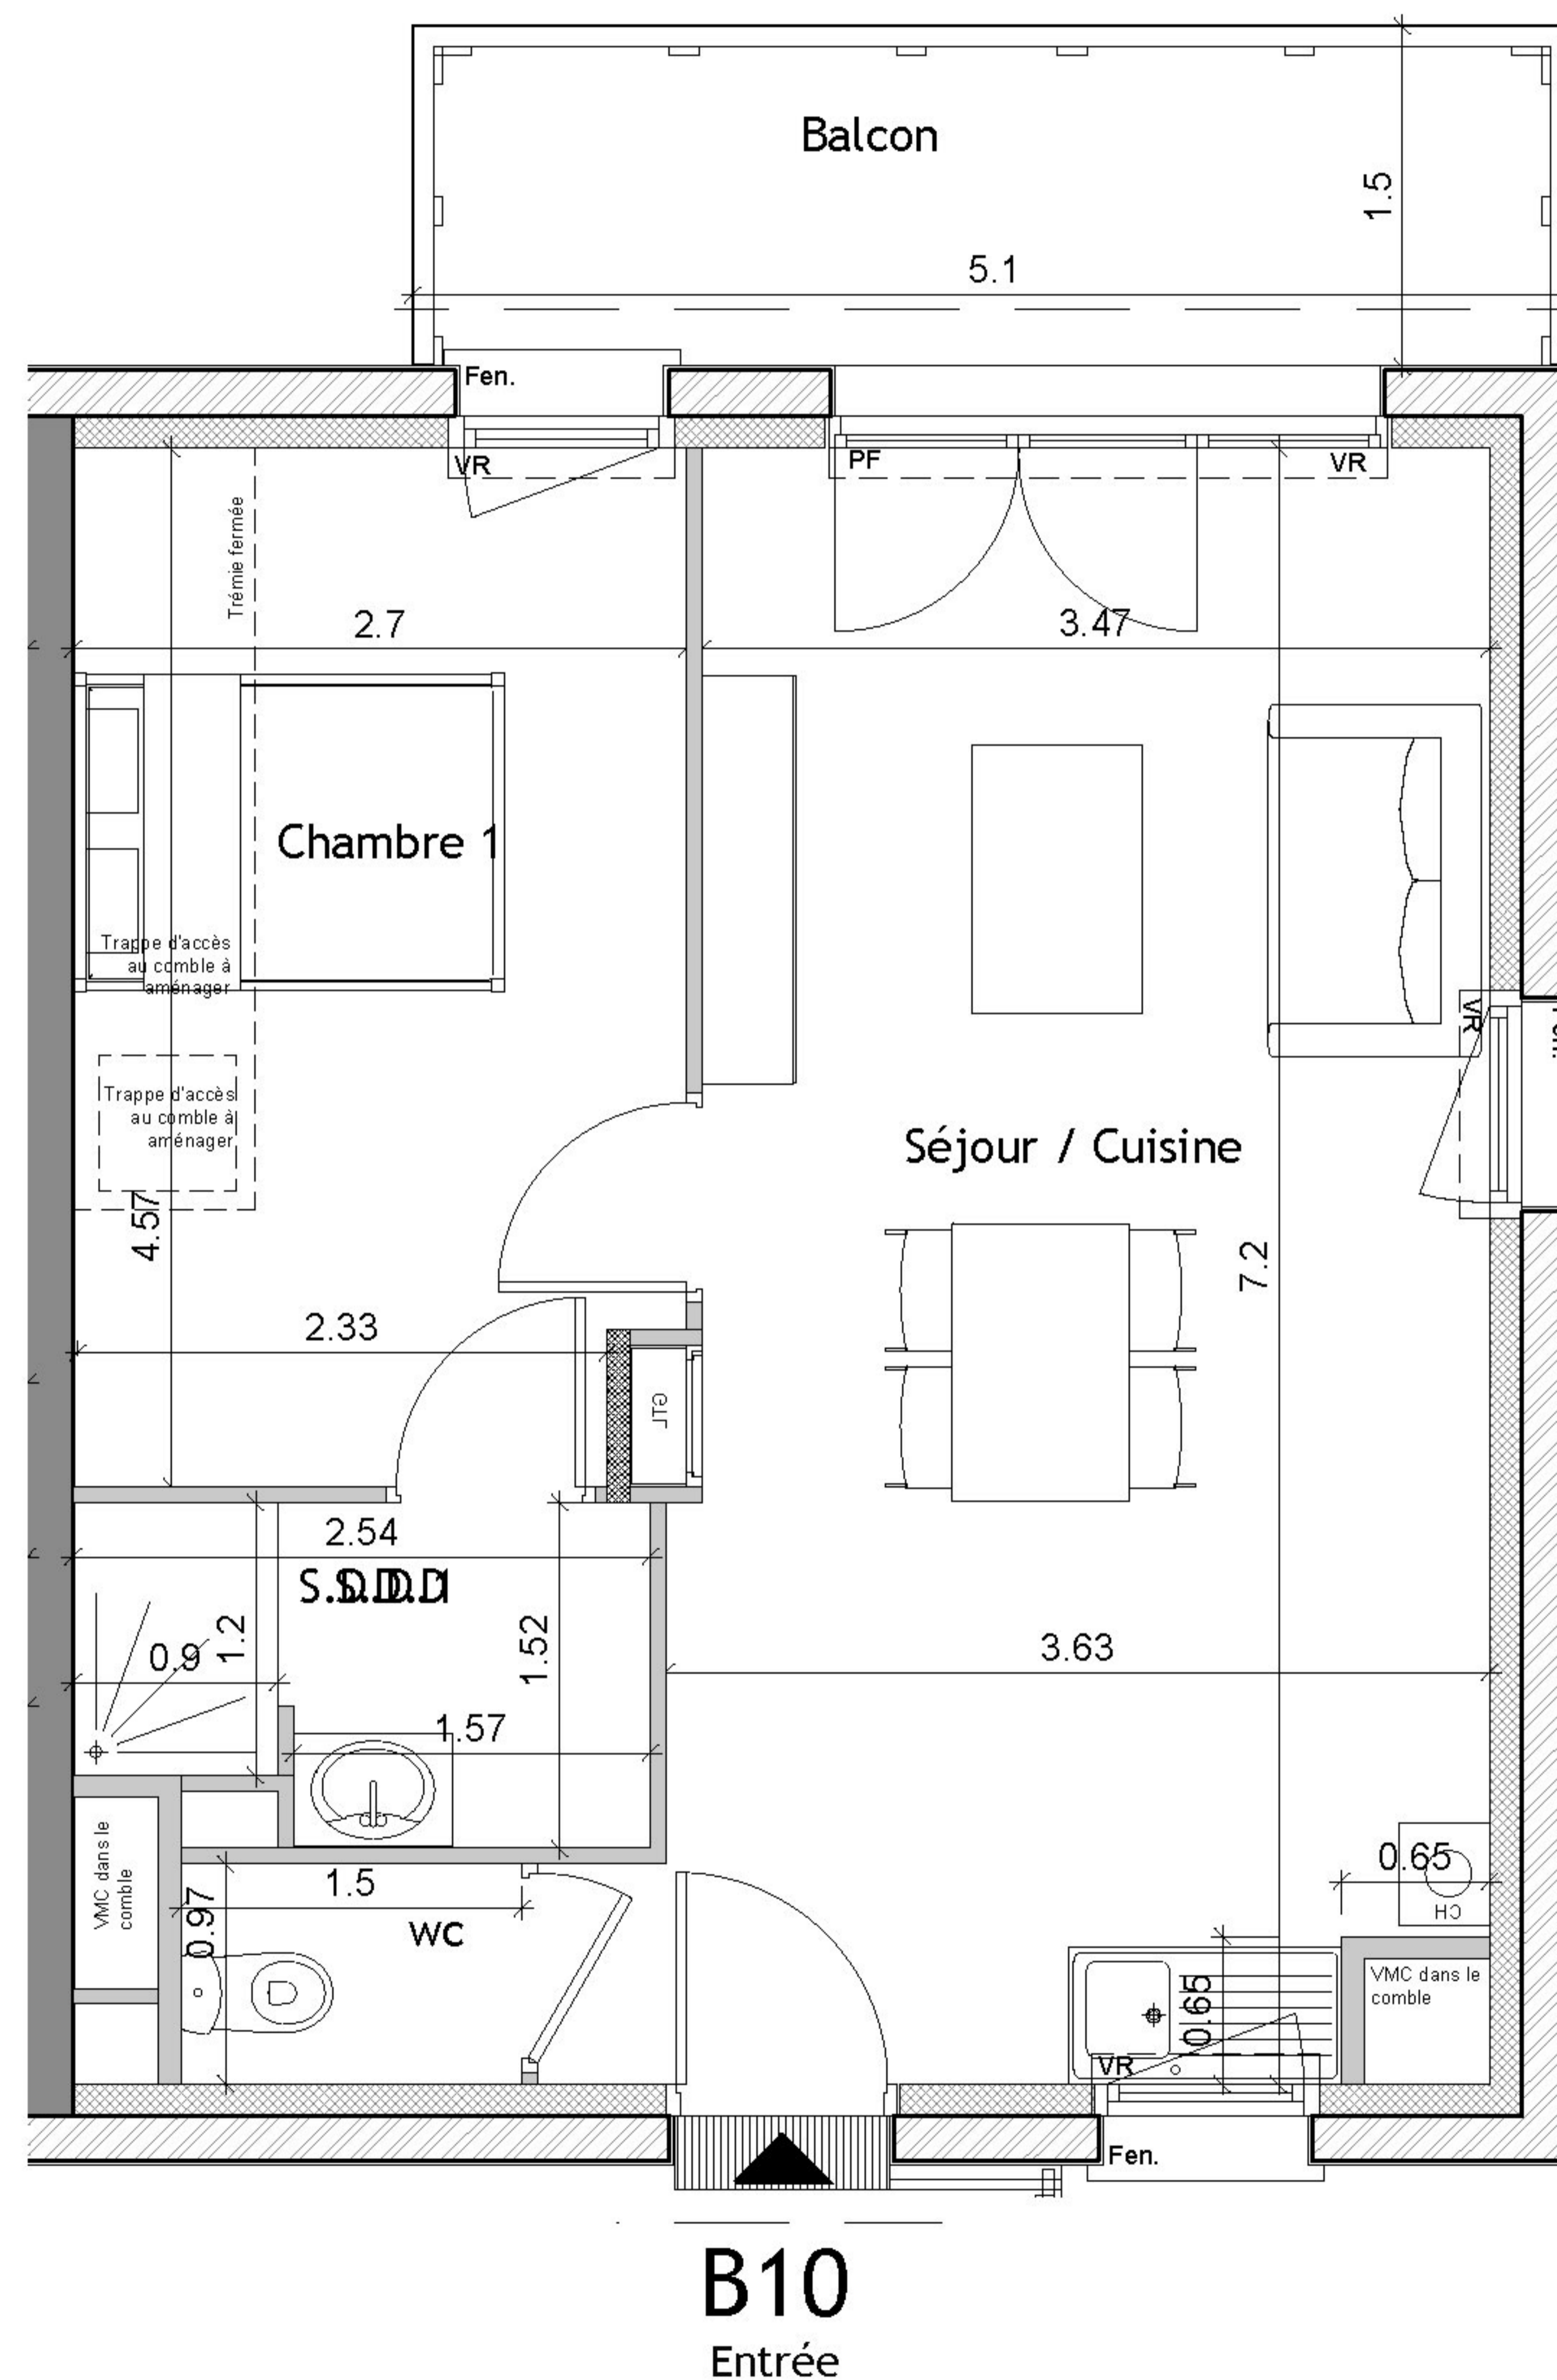 Balcon
1.5
5.1
Fen.
VR
PF
VR
Trémie fermée
2.7
3.47
Chambre 1
Trappe d'accès
au comble à
aménager
VR
Trappe d'accès
au comble à
aménager
Séjour / Cuisine
4.57
7.2
2.33
GTL
2.54
1.2
1.52
0.9
3.63
1.57
VMC dans le
comble
1.5
0.97
WC
0.65
CH
VMC dans le
comble
0.65
VR
Fen.
B10
Entrée